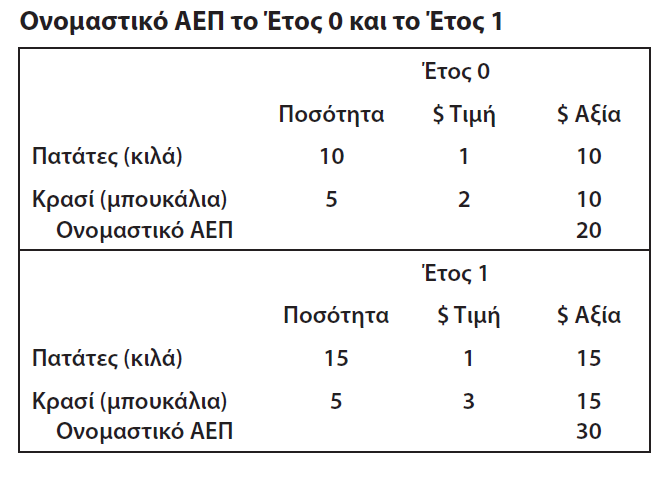 Ονομαστικό ΑΕΠ το Έτος 0 και το Έτος 1
Έτος 0
Ποσότητα $ Τιμή $ Αξία
Πατάτες (κιλά) 10 1 10
Κρασί (μπουκάλια) 5 2 10
Ονομαστικό ΑΕΠ 20
Έτος 1
Ποσότητα $ Τιμή $ Αξία
Πατάτες (κιλά) 15 1 15
Κρασί (μπουκάλια) 5 3 15
Ονομαστικό ΑΕΠ 30